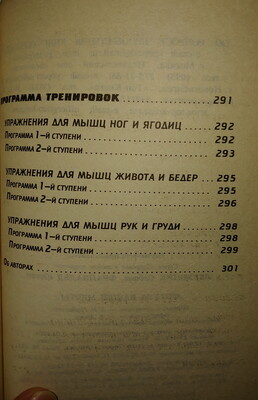 ПРОГРАММА ТРЕНИРОВОК 291
УПРАЖНЕНИЯ ДЛЯ МЫШЦ НОГ И ЯГОДИЦ 292
ПРОГРАММА 1-Й СТУПЕНИ 292
ПРОГРАММА 2-Й СТУПЕНИ 293
УПРАЖНЕНИЯ ДЛЯ МЫШЦ ЖИВОТА И БЕДЕР 295
ПРОГРАММА 1-Й СТУПЕНИ 295
ПРОГРАММА 2-Й СТУПЕНИ 296
УПРАЖНЕНИЯ ДЛЯ МЫШЦ РУК И ГРУДИ 298
ПРОГРАММА 1-Й СТУПЕНИ 298
ПРОГРАММА 2-Й СТУПЕНИ 299
ОБ АВТОРАХ 301